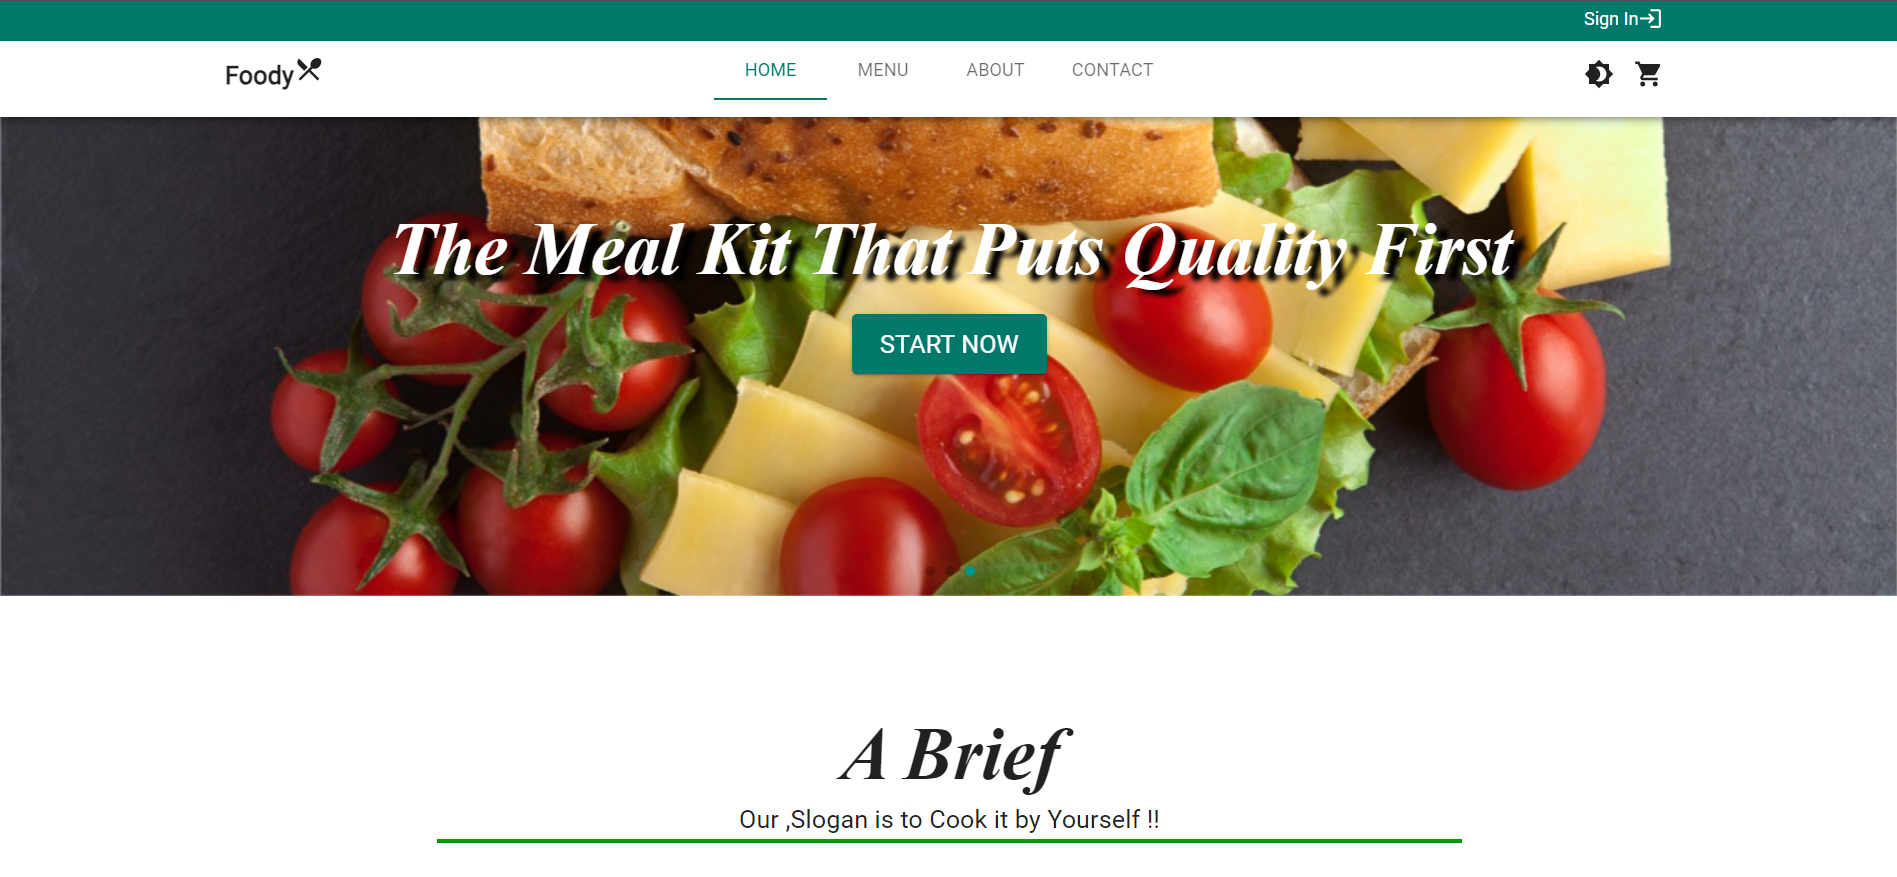 Sign In
Foody
HOME MENU ABOUT CONTACT
The Meal Kit That Puts Quality First
START NOW
A Brief
Our ,Slogan is to Cook it by Yourself !!